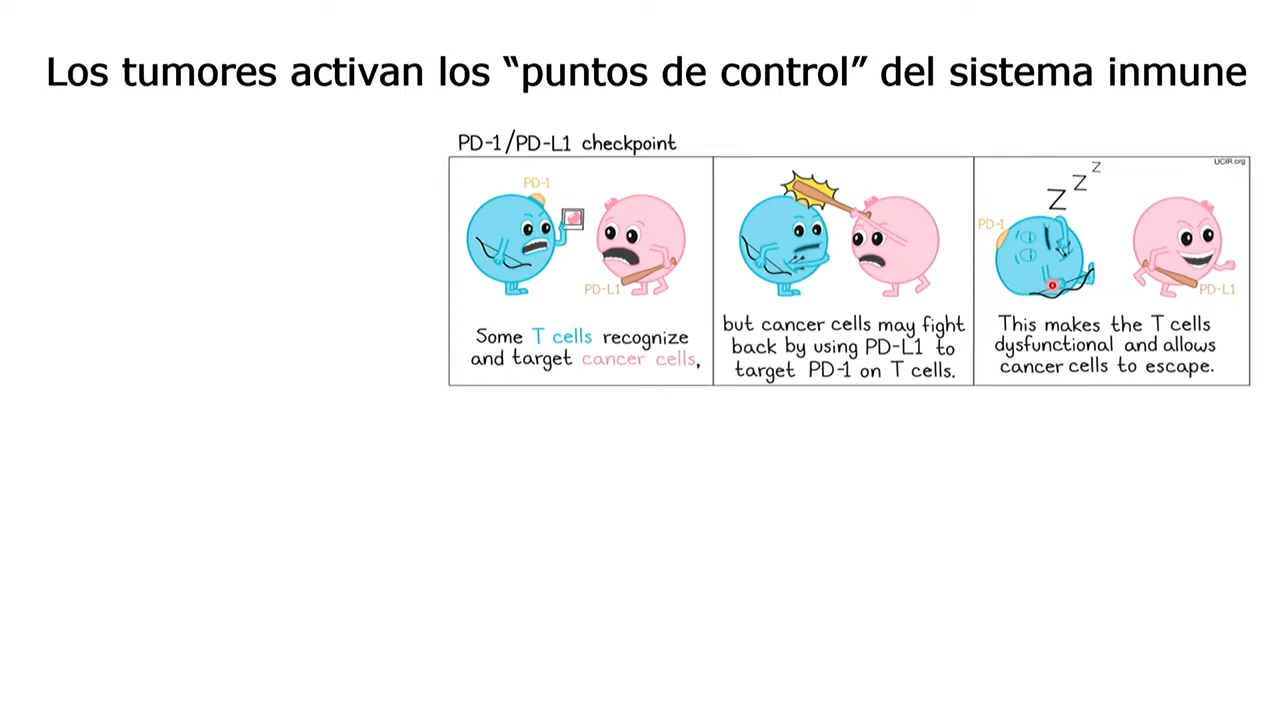 Los tumores activan los “puntos de control” del sistema inmune
PD-1/PD-L1 checkpoint
UCIR.org
PD-1
PD-L1
Some T cells recognize
and target cancer cells,
but cancer cells may fight
back by using PD-L1 to
target PD-1 on T cells.
Z Z Z
PD-1
PD-L1
This makes the T cells
dysfunctional and allows
cancer cells to escape.